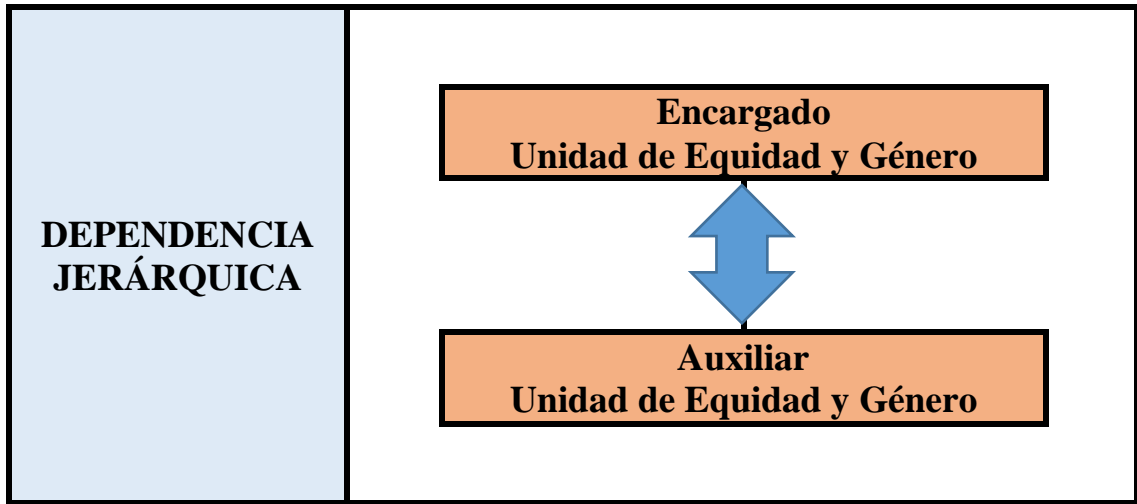 DEPENDENCIA
JERÁRQUICA
Encargado
Unidad de Equidad y Género
Auxiliar
Unidad de Equidad y Género